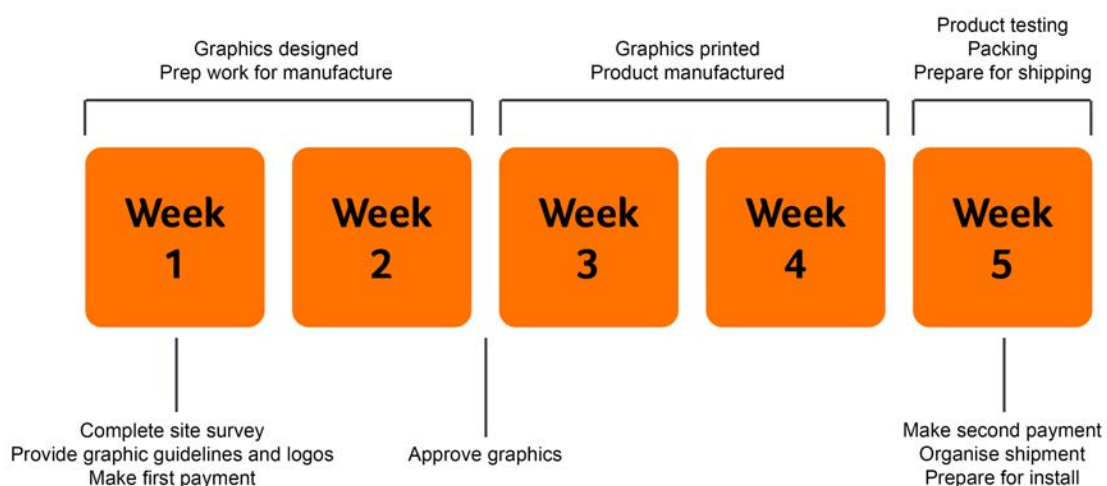 Graphics designed
Prep work for manufacture
Graphics printed
Product manufactured
Product testing
Packing
Prepare for shipping
Week
1
Week
2
Week
3
Week
4
Week
5
Complete site survey
Provide graphic guidelines and logos
Make first payment
Approve graphics
Make second payment
Organise shipment
Prepare for install